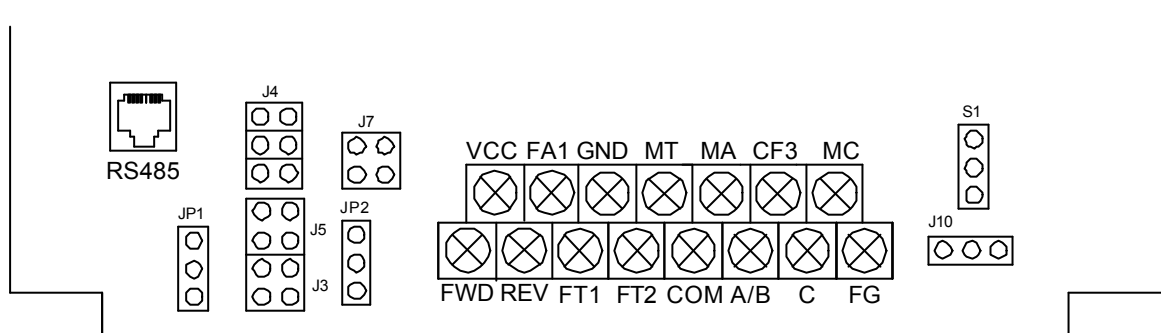 J4
S1
J7
VCC FA1 GND MT MA CF3 MC
RS485
JP1
JP2
J5
J10
J3
FWD REV FT1 FT2 COM A/B C FG